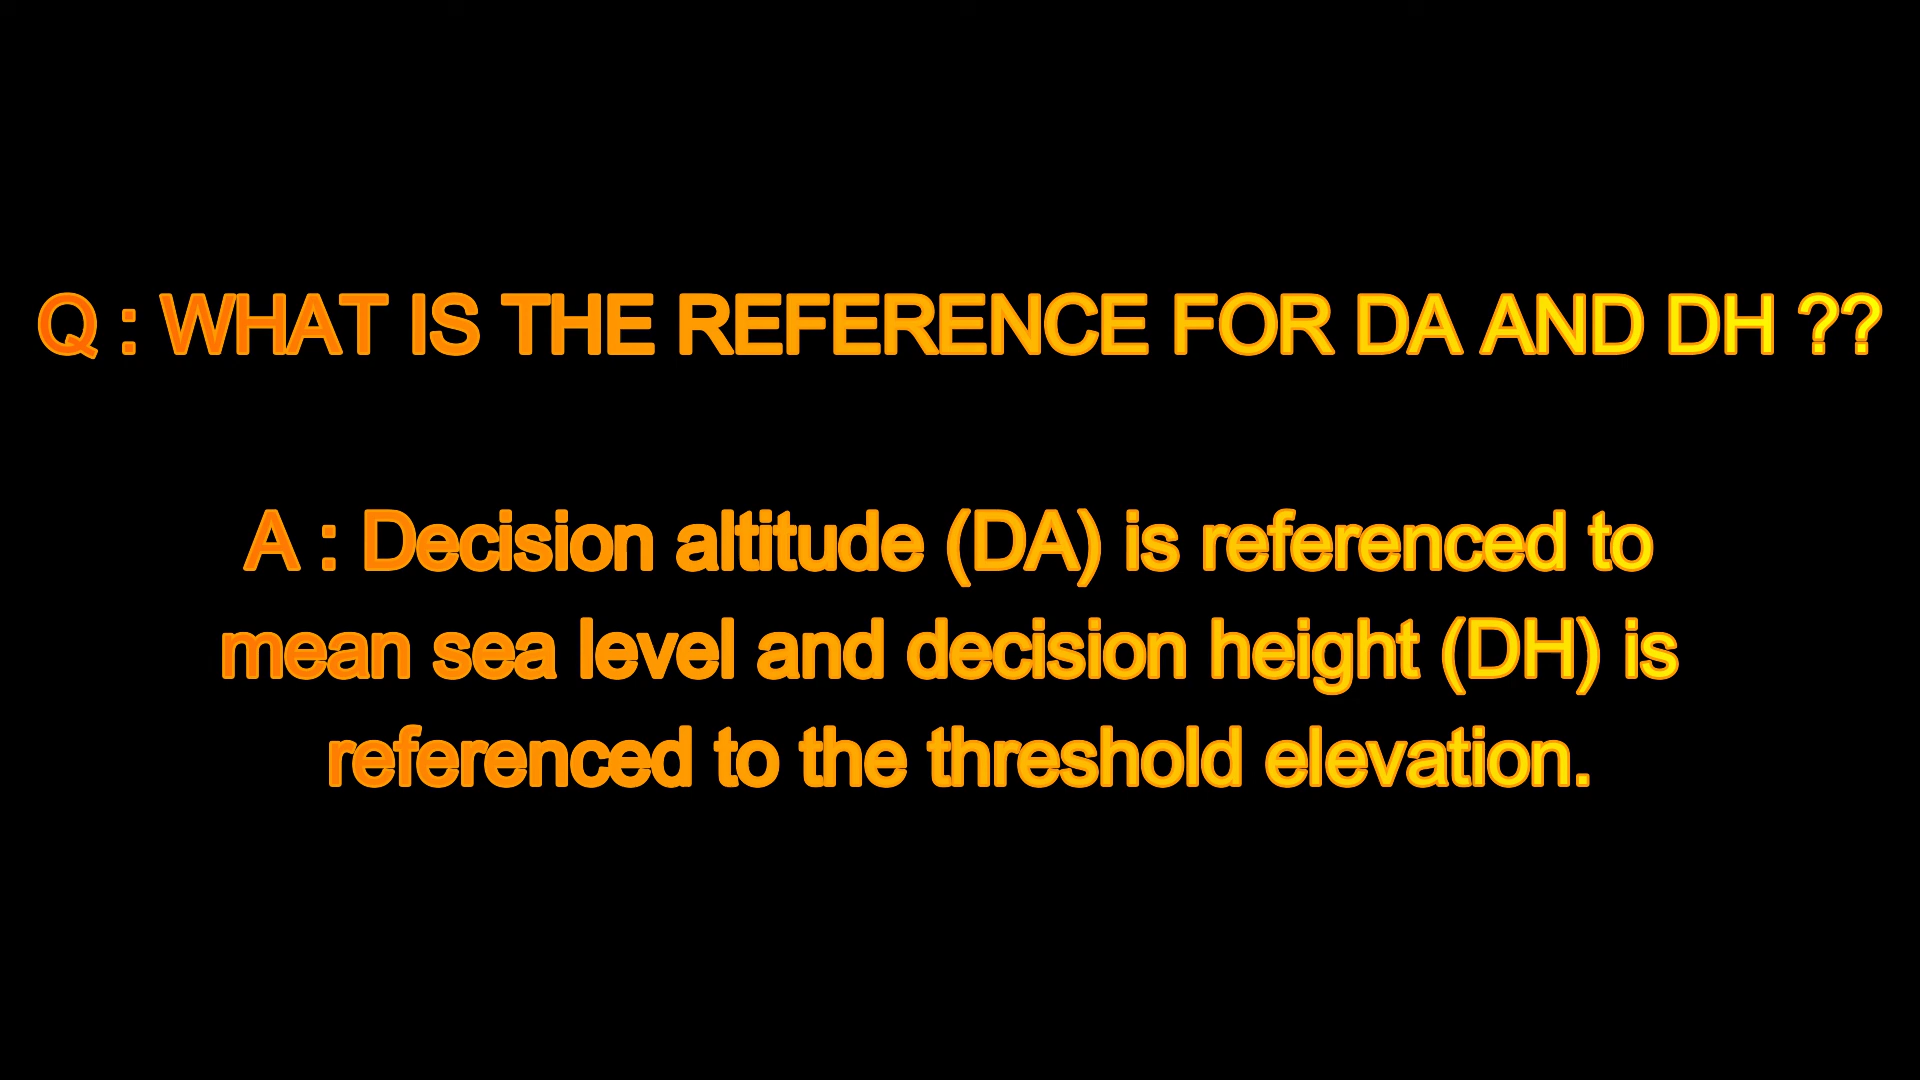 Q : WHAT IS THE REFERENCE FOR DA AND DH ??
A : Decision altitude (DA) is referenced to
mean sea level and decision height (DH) is
referenced to the threshold elevation.